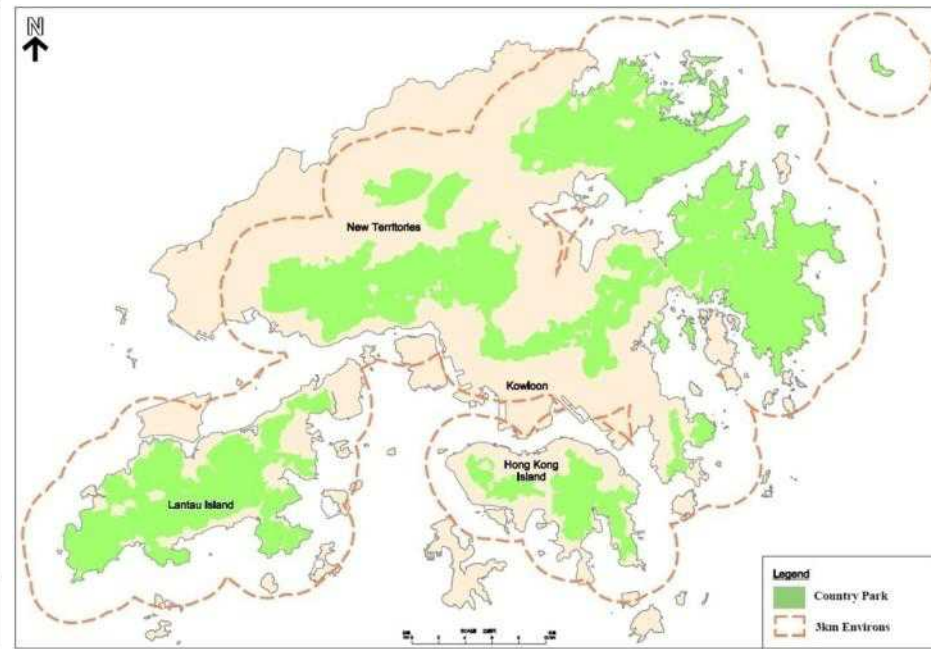 N
New Territories
Kowloon
Hong Kong
Island
Lantau Island
Legend
Country Park
3km Environs